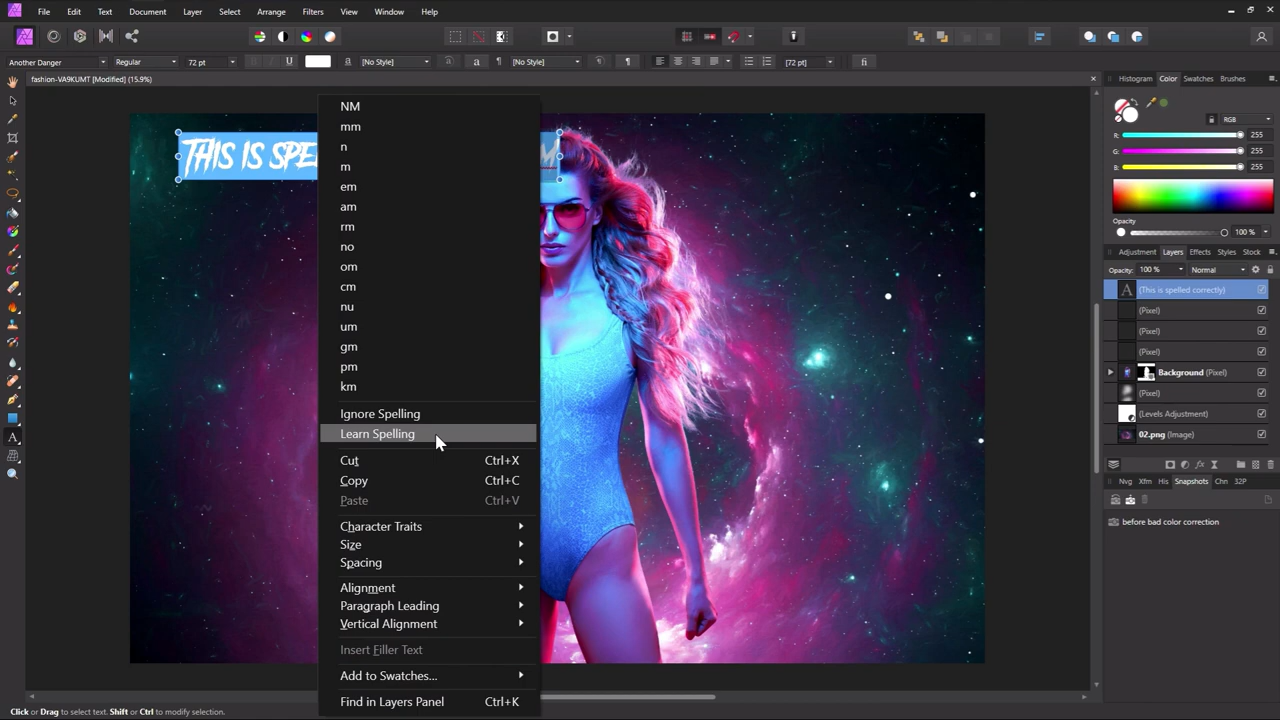 File Edit Text Document Layer Select Arrange Filters View Window Help
Another Danger Regular 72 pt B I U a [No Style] a a ¶ [No Style] ¶ [72 pt] fi
fashion-VA9KUMT [Modified] (15.9%)
Histogram Color Swatches Brushes
RGB
R: 255
G: 255
B: 255
Opacity
100 %
Adjustment Layers Effects Styles Stock
Opacity: 100 % Normal
A (This is spelled correctly)
(Pixel)
(Pixel)
(Pixel)
Background (Pixel)
(Pixel)
(Levels Adjustment)
02.png (Image)
Nvg Xfrm His Snapshots Chn 32P
before bad color correction
THIS IS SPE
NM
mm
n
m
em
am
rm
no
om
cm
nu
um
gm
pm
km
Ignore Spelling
Learn Spelling
Cut Ctrl+X
Copy Ctrl+C
Paste Ctrl+V
Character Traits
Size
Spacing
Alignment
Paragraph Leading
Vertical Alignment
Insert Filler Text
Add to Swatches...
Find in Layers Panel Ctrl+K
Click or Drag to select text. Shift or Ctrl to modify selection.